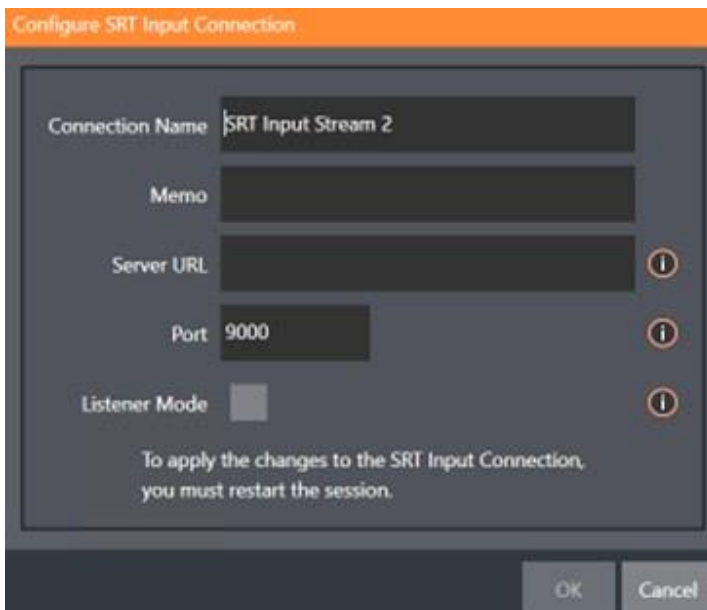 Configure SRT Input Connection
Connection Name SRT Input Stream 2
Memo
Server URL
Port 9000
Listener Mode
To apply the changes to the SRT Input Connection,
you must restart the session.
OK Cancel